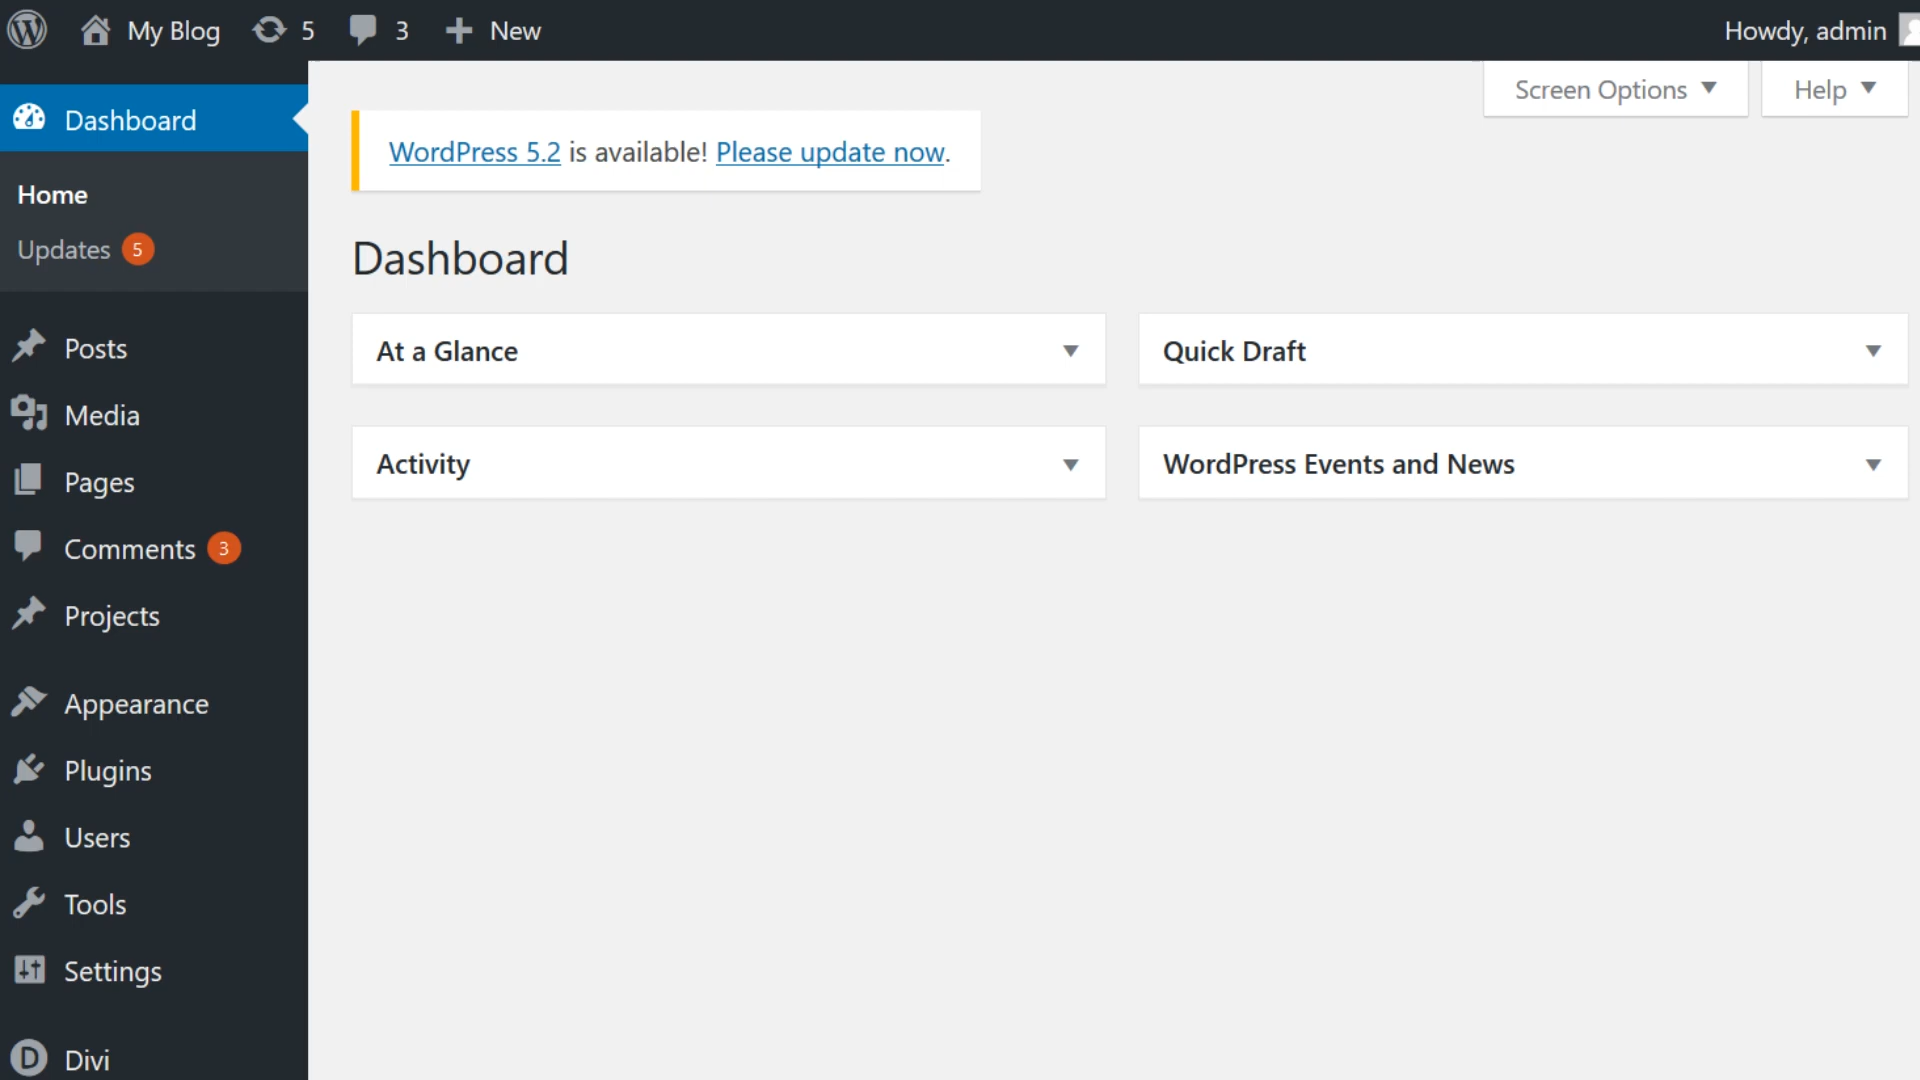 My Blog 5 3 New Howdy, admin
Screen Options Help
Dashboard
Home
Updates 5
Posts
Media
Pages
Comments 3
Projects
Appearance
Plugins
Users
Tools
Settings
Divi
WordPress 5.2 is available! Please update now.
Dashboard
At a Glance
Quick Draft
Activity
WordPress Events and News